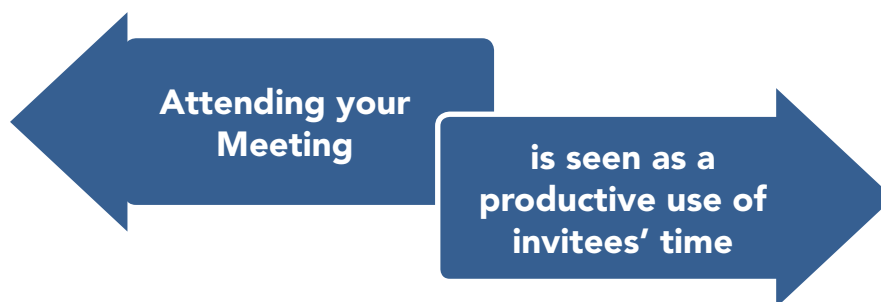 Attending your
Meeting
is seen as a
productive use of
invitees’ time